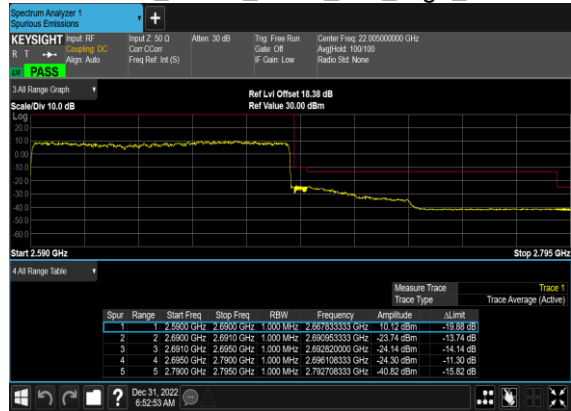 Spectrum Analyzer 1
Spurious Emissions
+
KEYSIGHT Input: RF Input Z: 50 Ω Atten: 30 dB Trig: Free Run Center Freq: 22.005000000 GHz
R T Coupling: DC Corr CCorr Gate: Off Avg|Hold: 100/100
Align: Auto Freq Ref: Int (S) IF Gain: Low Radio Std: None
PASS
3 All Range Graph Ref Lvl Offset 18.38 dB
Scale/Div 10.0 dB Ref Value 30.00 dBm
Log
20.0
10.0
0.00
-10.0
-20.0
-30.0
-40.0
-50.0
-60.0
Start 2.590 GHz Stop 2.795 GHz
4 All Range Table
Measure Trace Trace 1
Trace Type Trace Average (Active)
Spur Range Start Freq Stop Freq RBW Frequency Amplitude ΔLimit
1 1 2.5900 GHz 2.6900 GHz 1.000 MHz 2.667833333 GHz 10.12 dBm -19.88 dB
2 2 2.6900 GHz 2.6910 GHz 1.000 MHz 2.690953333 GHz -23.74 dBm -13.74 dB
3 3 2.6910 GHz 2.6950 GHz 1.000 MHz 2.692820000 GHz -24.14 dBm -14.14 dB
4 4 2.6950 GHz 2.7900 GHz 1.000 MHz 2.696108333 GHz -24.30 dBm -11.30 dB
5 5 2.7900 GHz 2.7950 GHz 1.000 MHz 2.792708333 GHz -40.82 dBm -15.82 dB
? Dec 31, 2022
6:52:53 AM